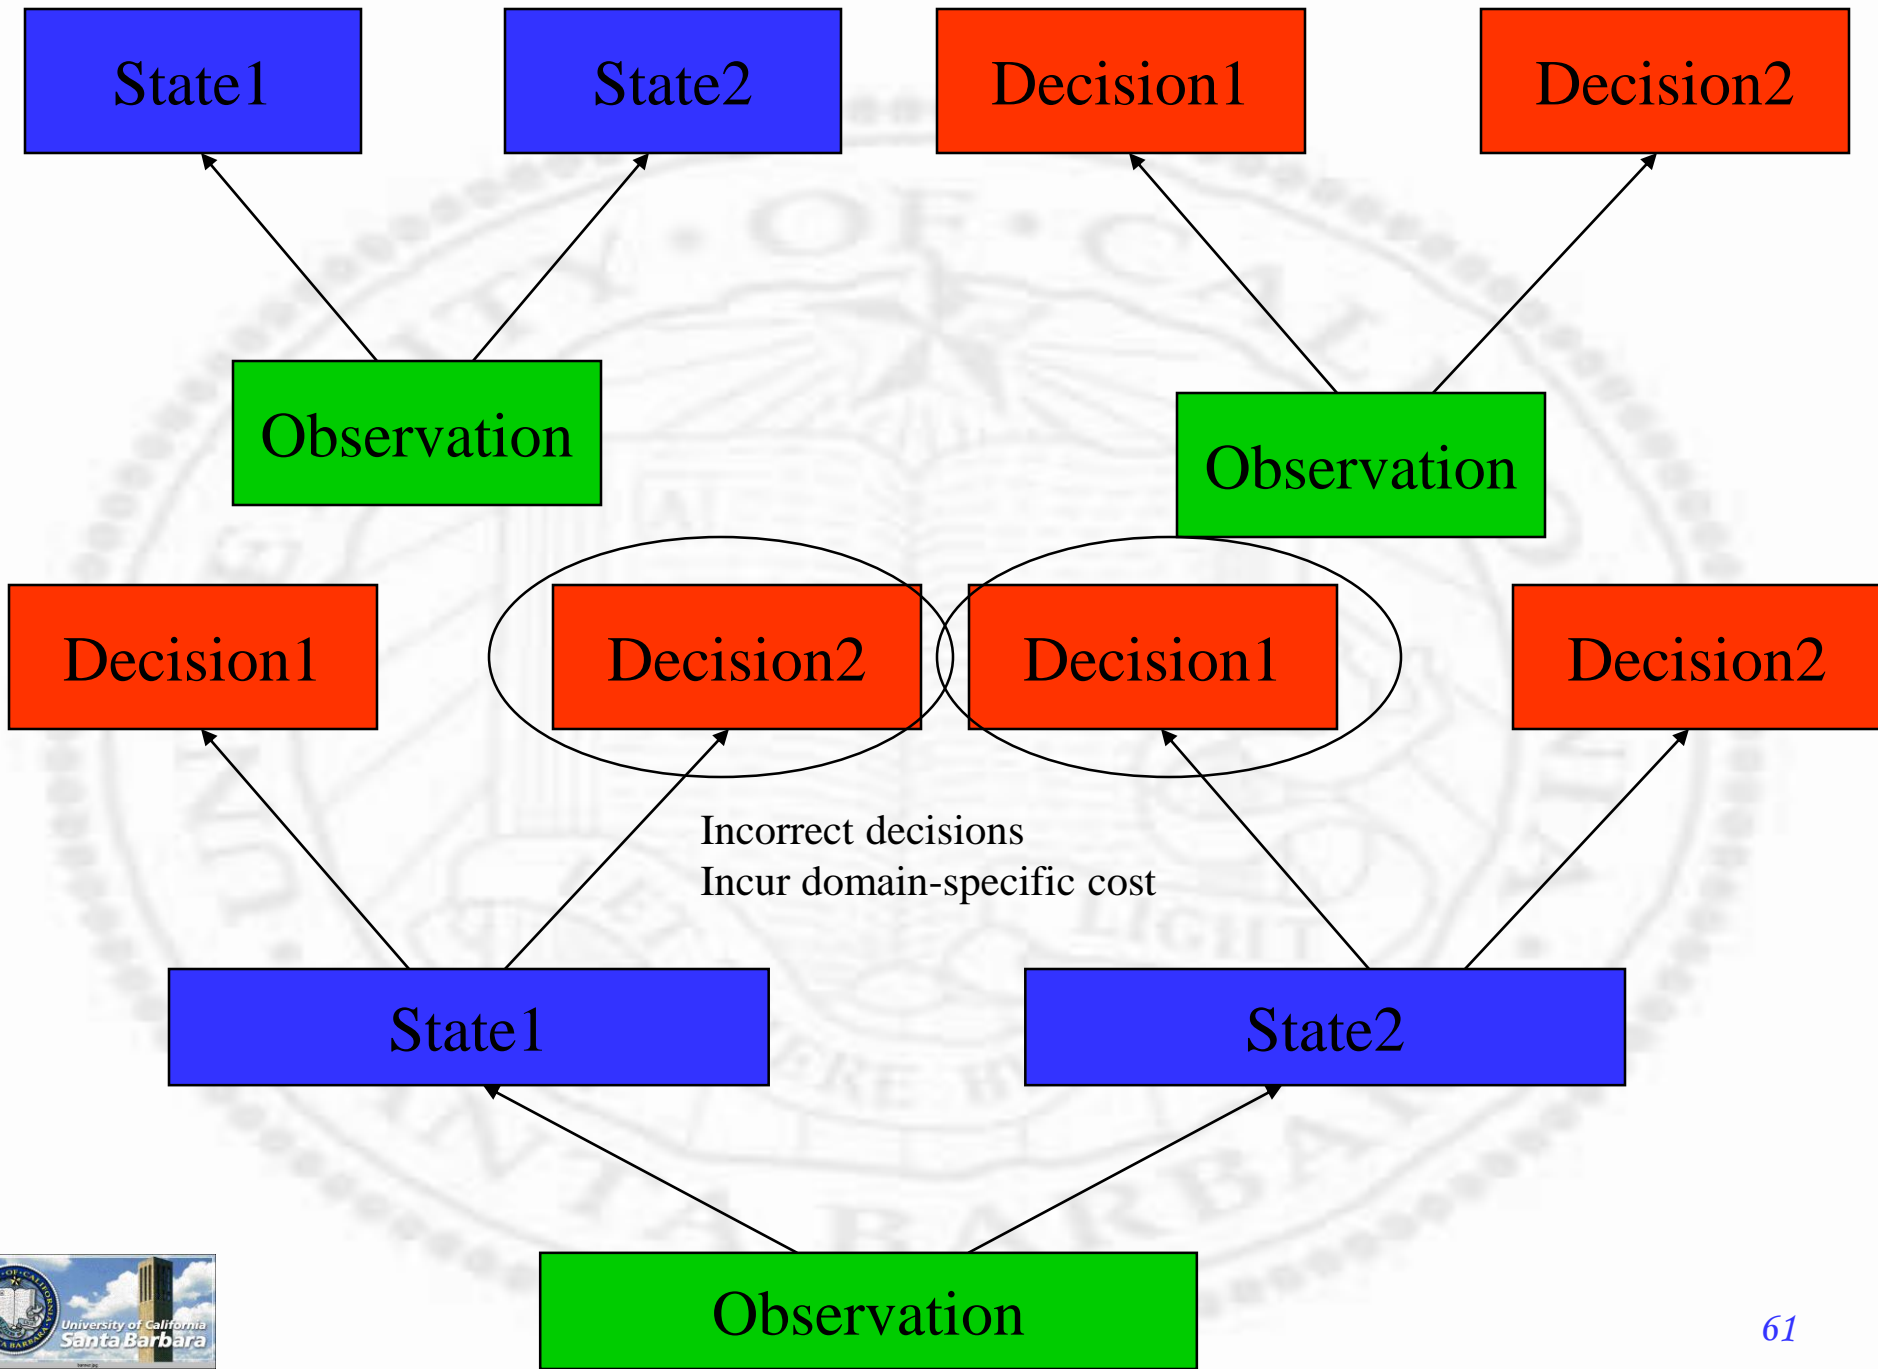 State1
State2
Decision1
Decision2
Observation
Observation
Decision1
Decision2
Decision1
Decision2
Incorrect decisions
Incur domain-specific cost
State1
State2
Observation
University of California
Santa Barbara
61